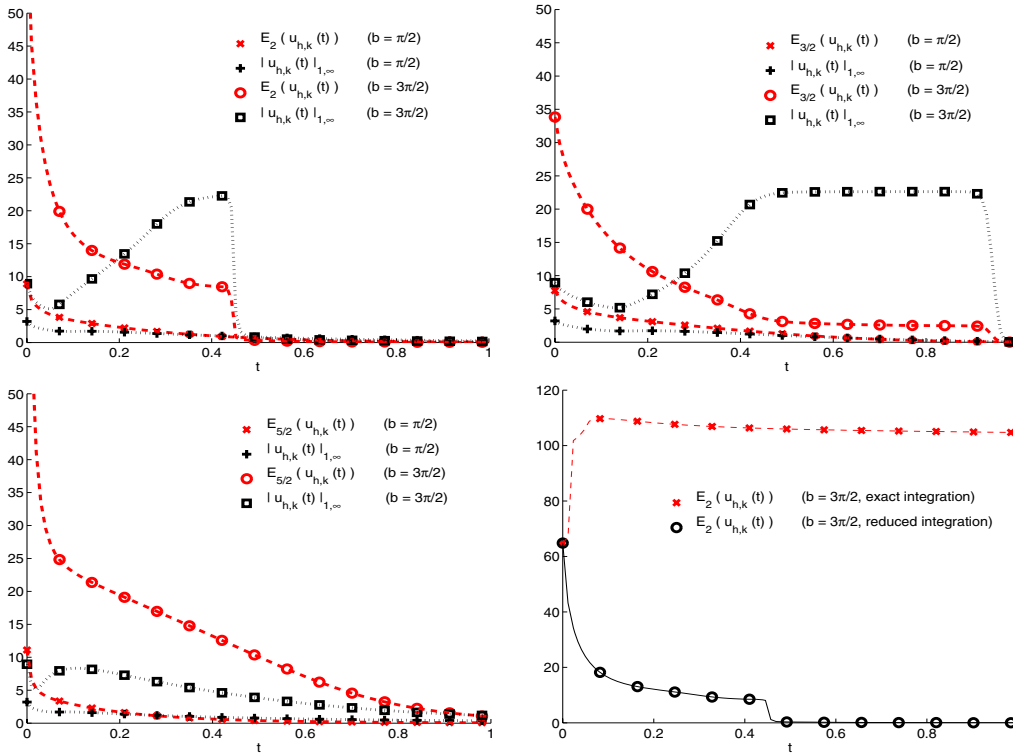 50
45
40
35
30
25
20
15
10
5
0
E2 ( uh,k (t) ) (b = π/2)
| uh,k (t) |1,∞ (b = π/2)
E2 ( uh,k (t) ) (b = 3π/2)
| uh,k (t) |1,∞ (b = 3π/2)
0 0.2 0.4 0.6 0.8 1
t
50
45
40
35
30
25
20
15
10
5
0
E3/2 ( uh,k (t) ) (b = π/2)
| uh,k (t) |1,∞ (b = π/2)
E3/2 ( uh,k (t) ) (b = 3π/2)
| uh,k (t) |1,∞ (b = 3π/2)
0 0.2 0.4 0.6 0.8
t
50
45
40
35
30
25
20
15
10
5
0
E5/2 ( uh,k (t) ) (b = π/2)
| uh,k (t) |1,∞ (b = π/2)
E5/2 ( uh,k (t) ) (b = 3π/2)
| uh,k (t) |1,∞ (b = 3π/2)
0 0.2 0.4 0.6 0.8 1
t
120
100
80
60
40
20
0
E2 ( uh,k (t) ) (b = 3π/2, exact integration)
E2 ( uh,k (t) ) (b = 3π/2, reduced integration)
0 0.2 0.4 0.6 0.8
t